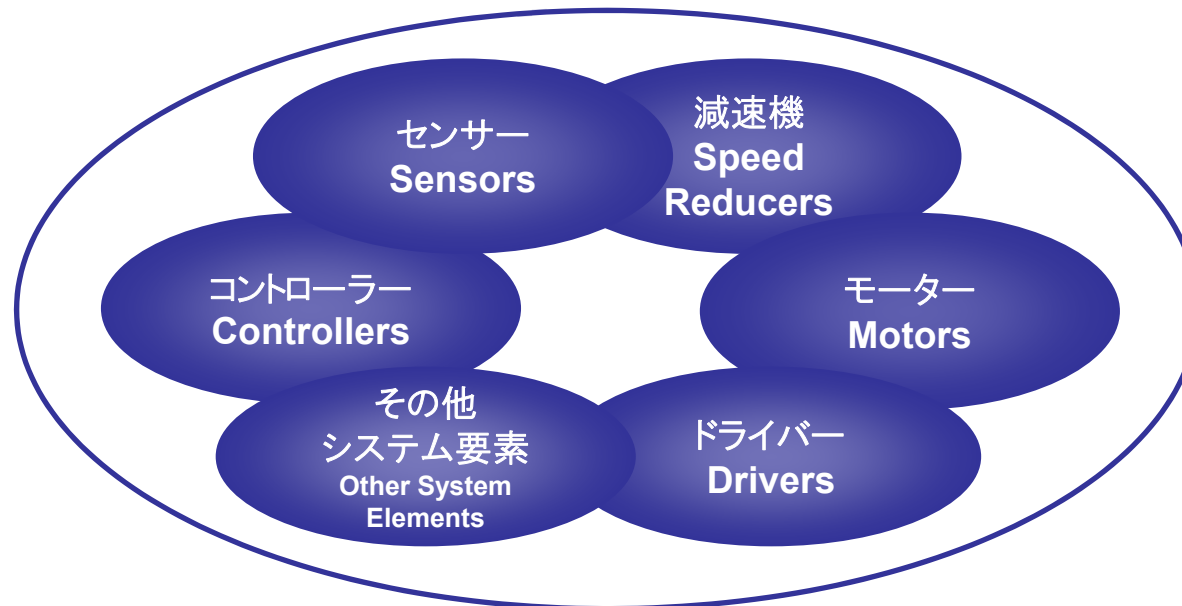 センサー
Sensors
減速機
Speed
Reducers
コントローラー
Controllers
モーター
Motors
その他
システム要素
Other System
Elements
ドライバー
Drivers